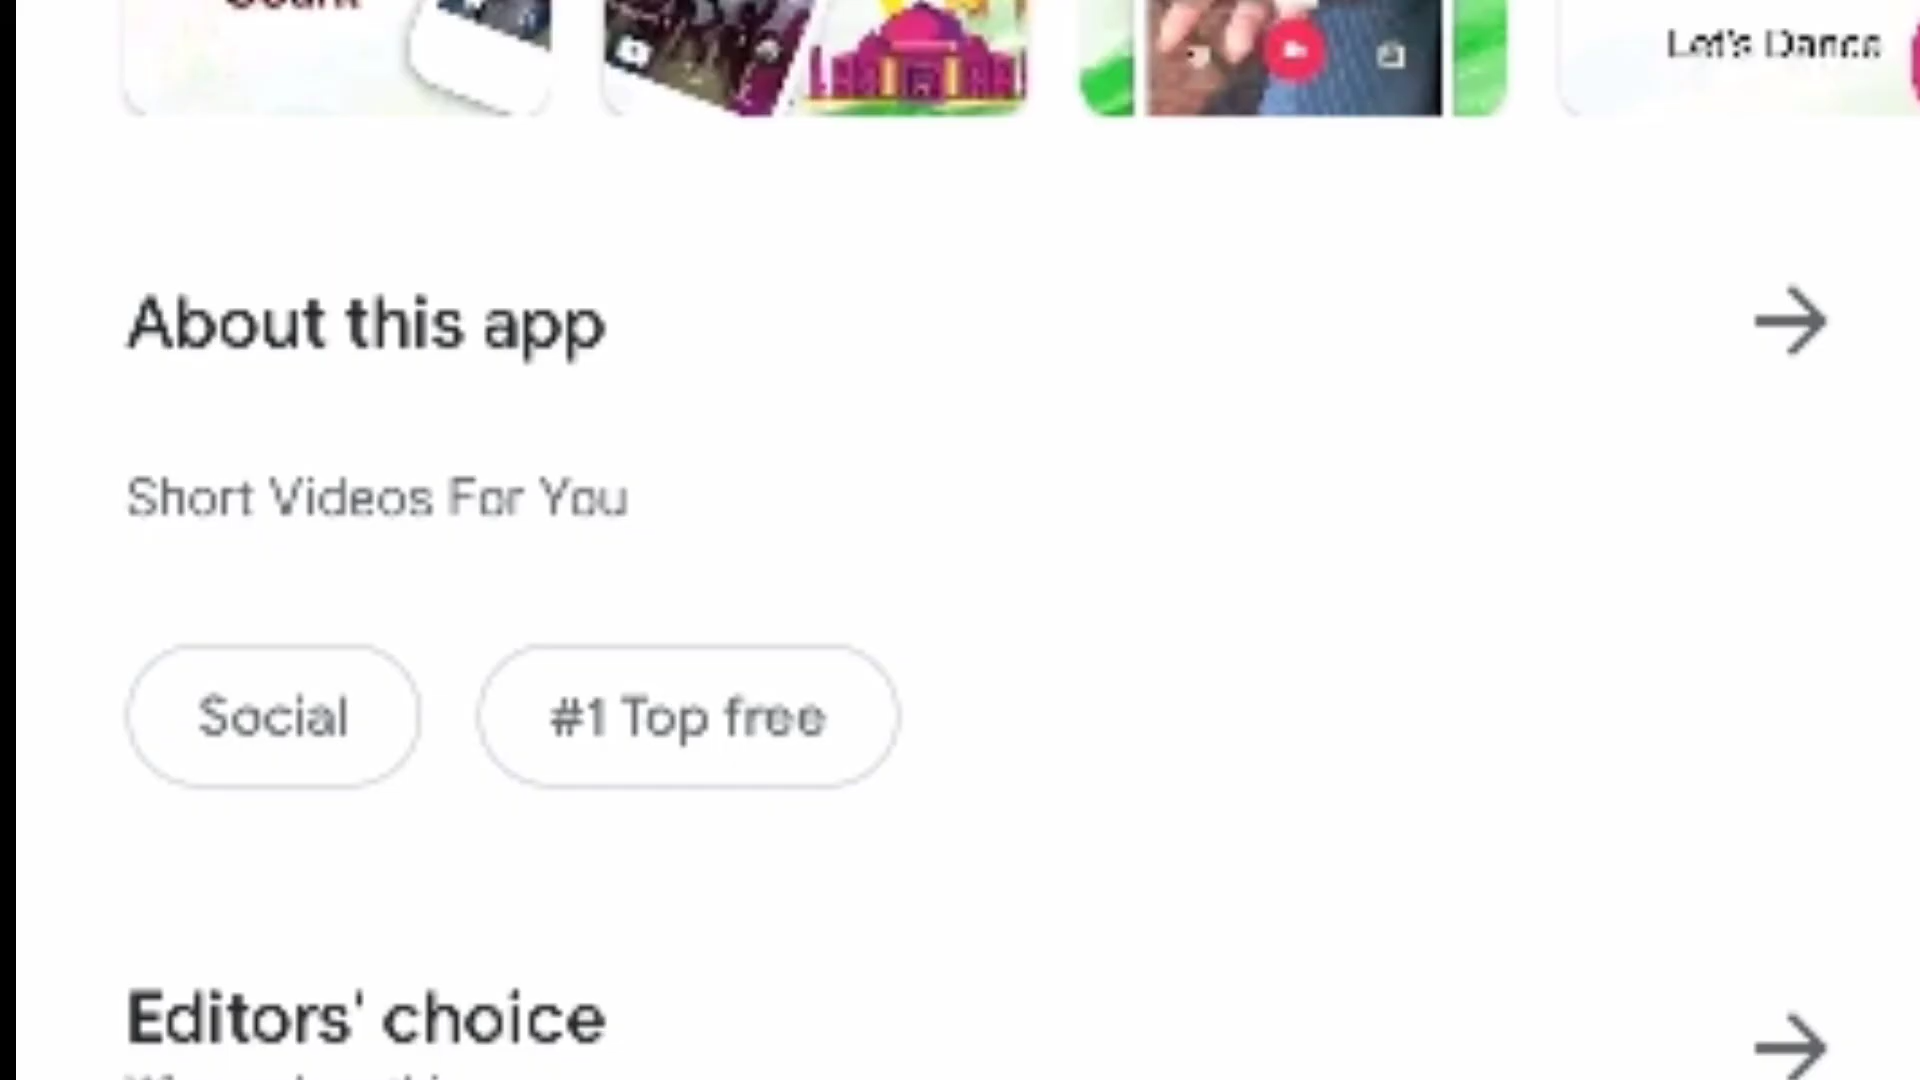 Let's Dance
About this app
Short Videos For You
Social
#1 Top free
Editors' choice